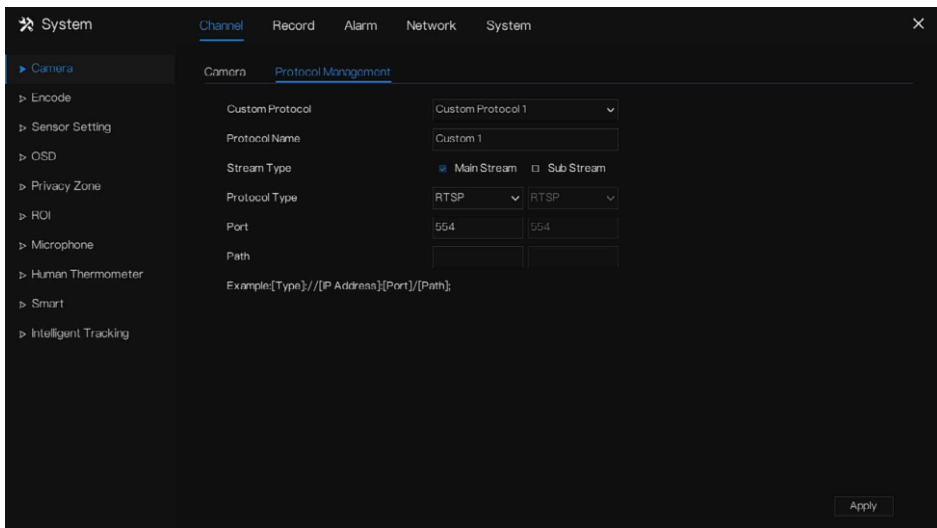 System
Channel Record Alarm Network System
Camera
Encode
Sensor Setting
OSD
Privacy Zone
ROI
Microphone
Human Thermometer
Smart
Intelligent Tracking
Camera Protocol Management
Custom Protocol Custom Protocol 1
Protocol Name Custom 1
Stream Type Main Stream Sub Stream
Protocol Type RTSP RTSP
Port 554 554
Path
Example:[Type]://[IP Address]:[Port]/[Path];
Apply